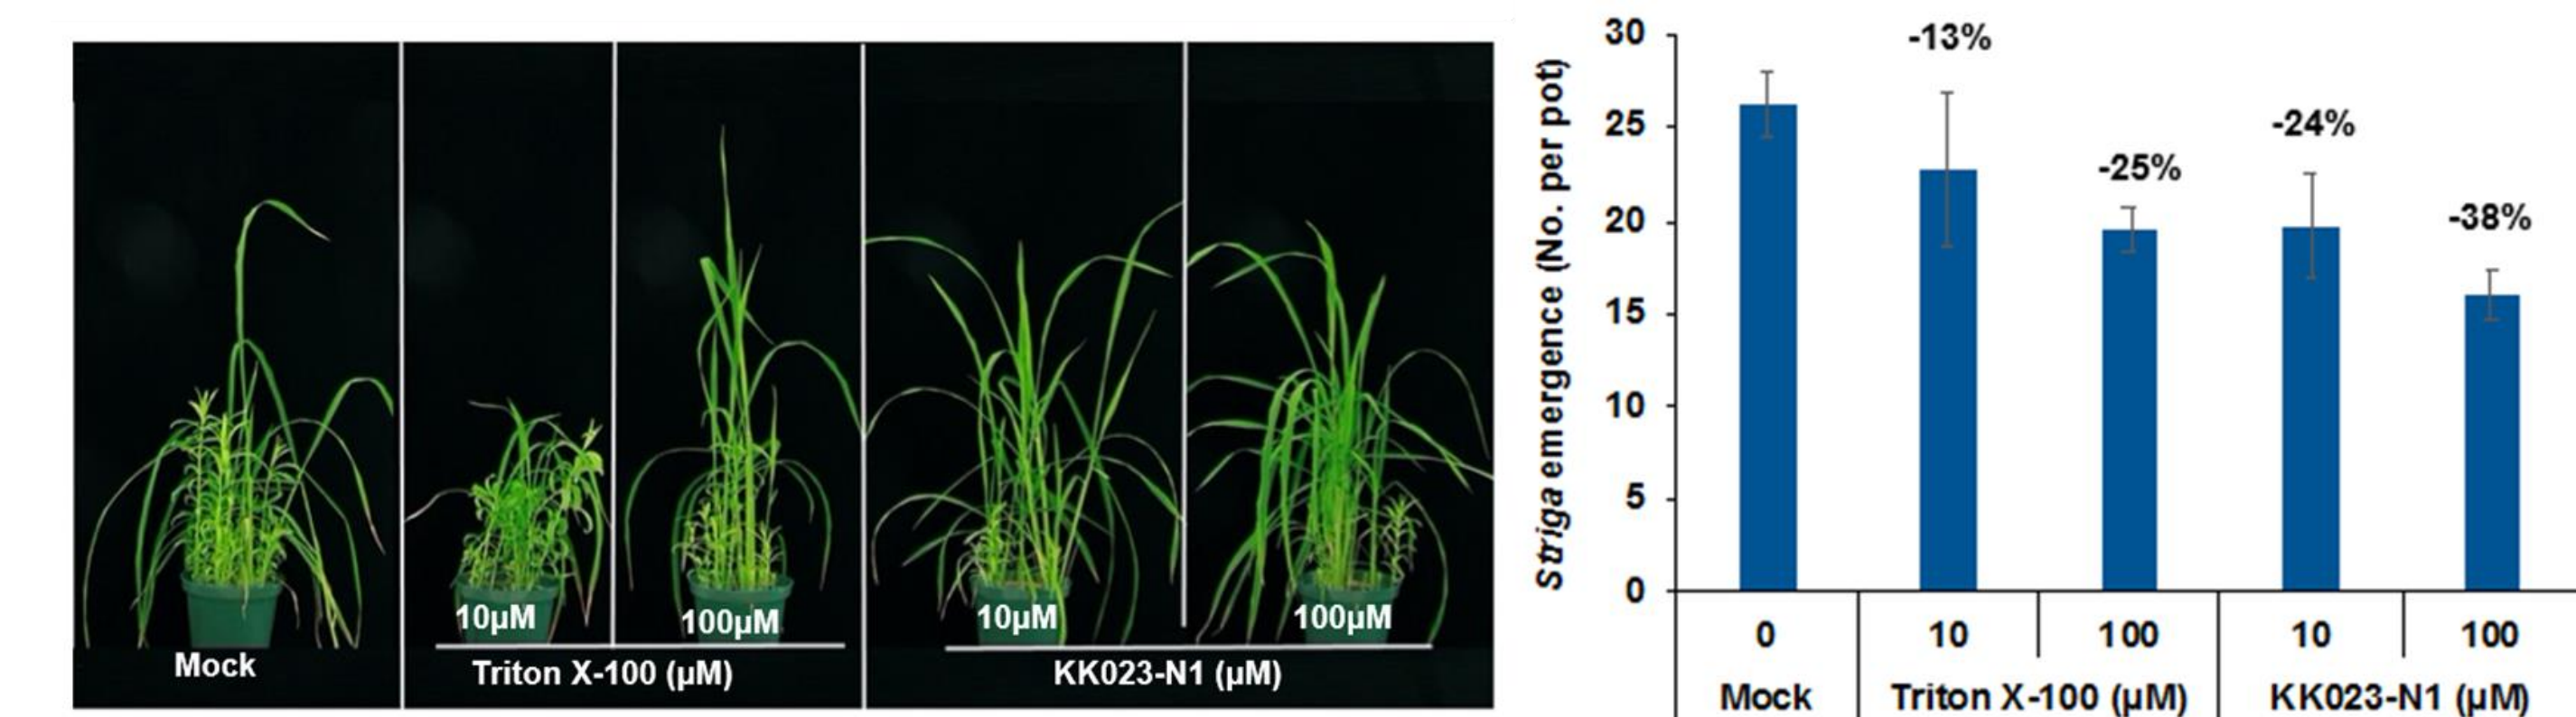 10µM
100µM
10µM
100µM
Mock
Triton X-100 (µM)
KK023-N1 (µM)
Striga emergence (No. per pot)
30
25
20
15
10
5
0
-13%
-25%
-24%
-38%
0
10
100
10
100
Mock
Triton X-100 (µM)
KK023-N1 (µM)